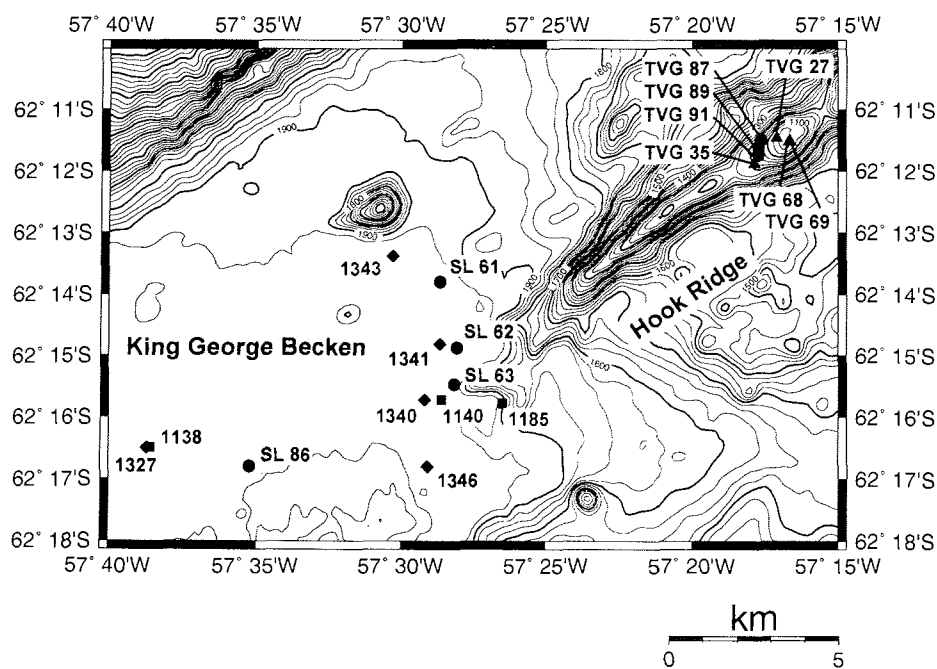 57° 40'W 57° 35'W 57° 30'W 57° 25'W 57° 20'W 57° 15'W
TVG 87 TVG 27
TVG 89
62° 11'S 62° 11'S
TVG 91
1900
1100
TVG 35
62° 12'S 62° 12'S
TVG 68
TVG 69
1900
62° 13'S 62° 13'S
1343 SL 61
62° 14'S 62° 14'S
Hook Ridge
SL 62
King George Becken
1341
1600
62° 15'S 62° 15'S
SL 63
62° 16'S 62° 16'S
1340 1140 1185
1138
1327 SL 86
1346
62° 17'S 62° 17'S
62° 18'S 62° 18'S
57° 40'W 57° 35'W 57° 30'W 57° 25'W 57° 20'W 57° 15'W
km
0 5